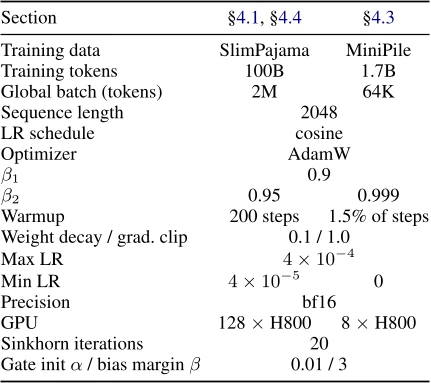 Section §4.1, §4.4 §4.3
Training data SlimPajama MiniPile
Training tokens 100B 1.7B
Global batch (tokens) 2M 64K
Sequence length 2048
LR schedule cosine
Optimizer AdamW
β₁ 0.9
β₂ 0.95 0.999
Warmup 200 steps 1.5% of steps
Weight decay / grad. clip 0.1 / 1.0
Max LR 4 × 10⁻⁴
Min LR 4 × 10⁻⁵ 0
Precision bf16
GPU 128 × H800 8 × H800
Sinkhorn iterations 20
Gate init α / bias margin β 0.01 / 3